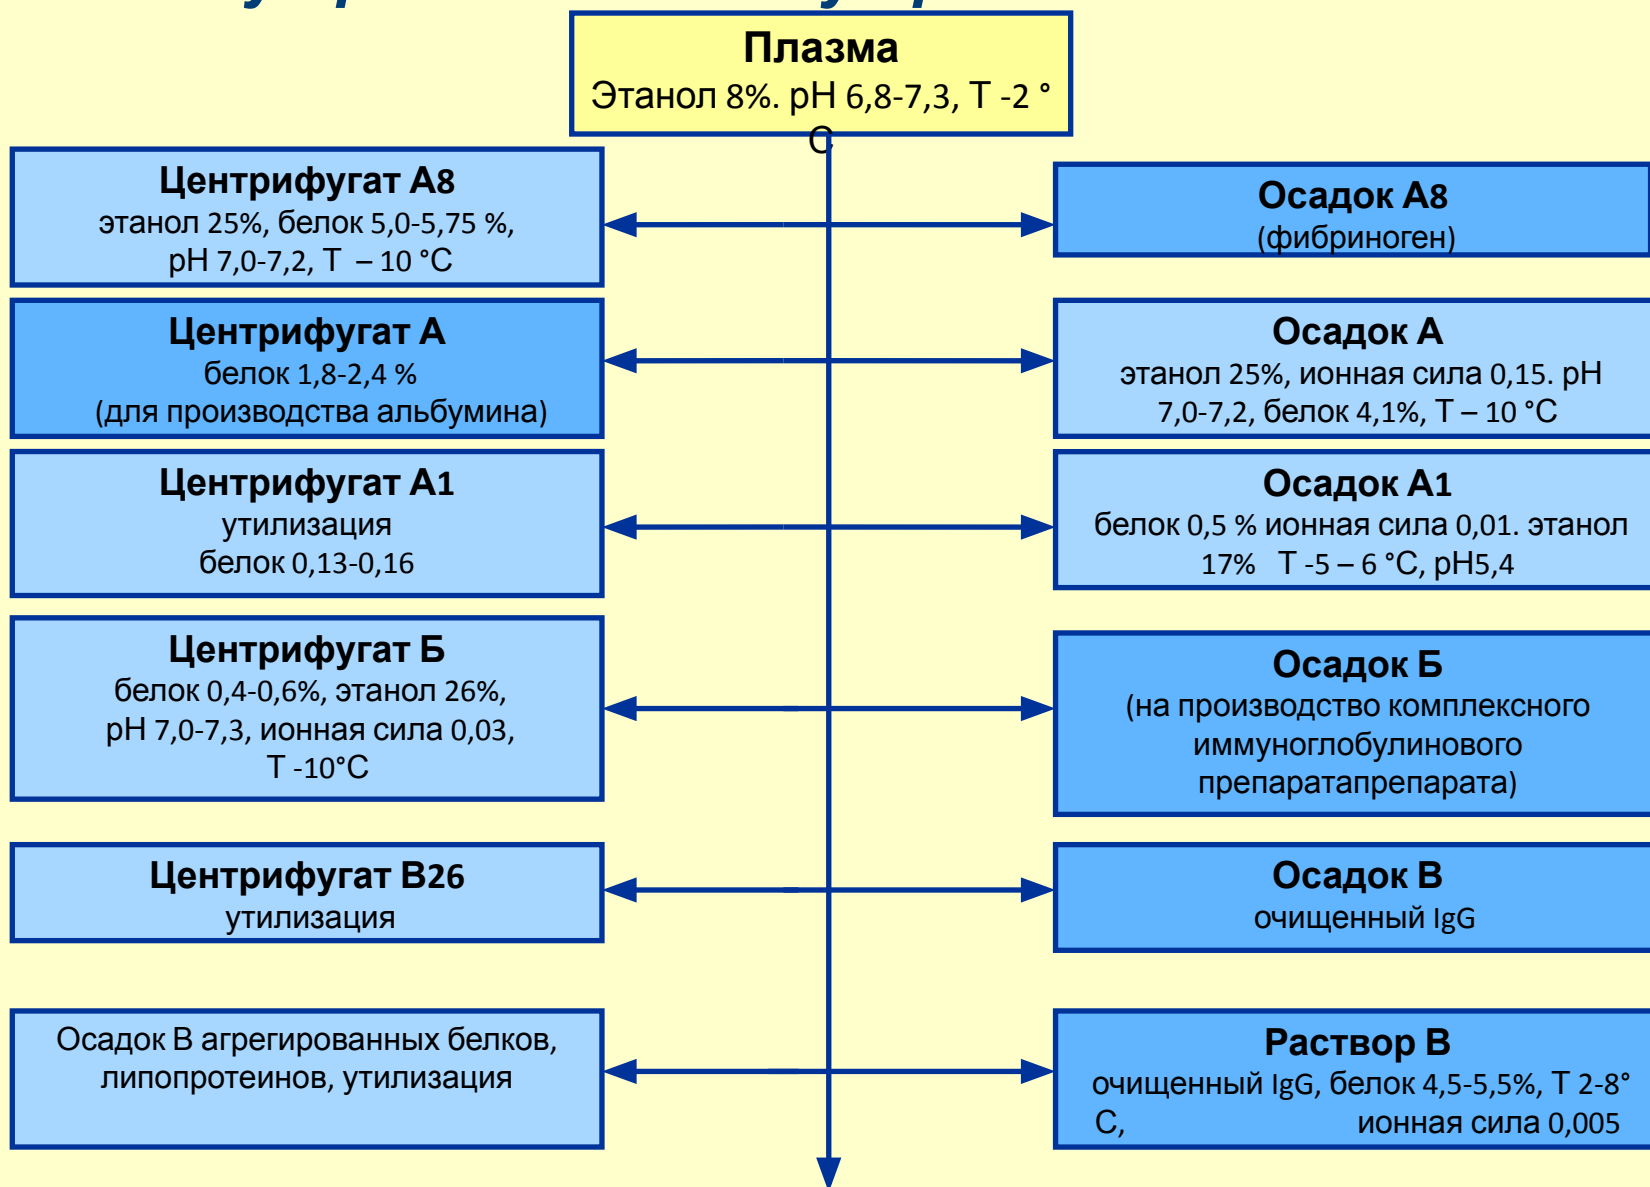 Плазма
Этанол 8%. рН 6,8-7,3, Т -2 °
С
Центрифугат А8
этанол 25%, белок 5,0-5,75 %,
рН 7,0-7,2, Т – 10 °С
Осадок А8
(фибриноген)
Центрифугат А
белок 1,8-2,4 %
(для производства альбумина)
Осадок А
этанол 25%, ионная сила 0,15. рН
7,0-7,2, белок 4,1%, Т – 10 °С
Центрифугат А1
утилизация
белок 0,13-0,16
Осадок А1
белок 0,5 % ионная сила 0,01. этанол
17% Т -5 – 6 °С, рН5,4
Центрифугат Б
белок 0,4-0,6%, этанол 26%,
рН 7,0-7,3, ионная сила 0,03,
Т -10°С
Осадок Б
(на производство комплексного
иммуноглобулинового
препаратапрепарата)
Центрифугат В26
утилизация
Осадок В
очищенный IgG
Осадок В агрегированных белков,
липопротеинов, утилизация
Раствор В
очищенный IgG, белок 4,5-5,5%, Т 2-8°
С, ионная сила 0,005